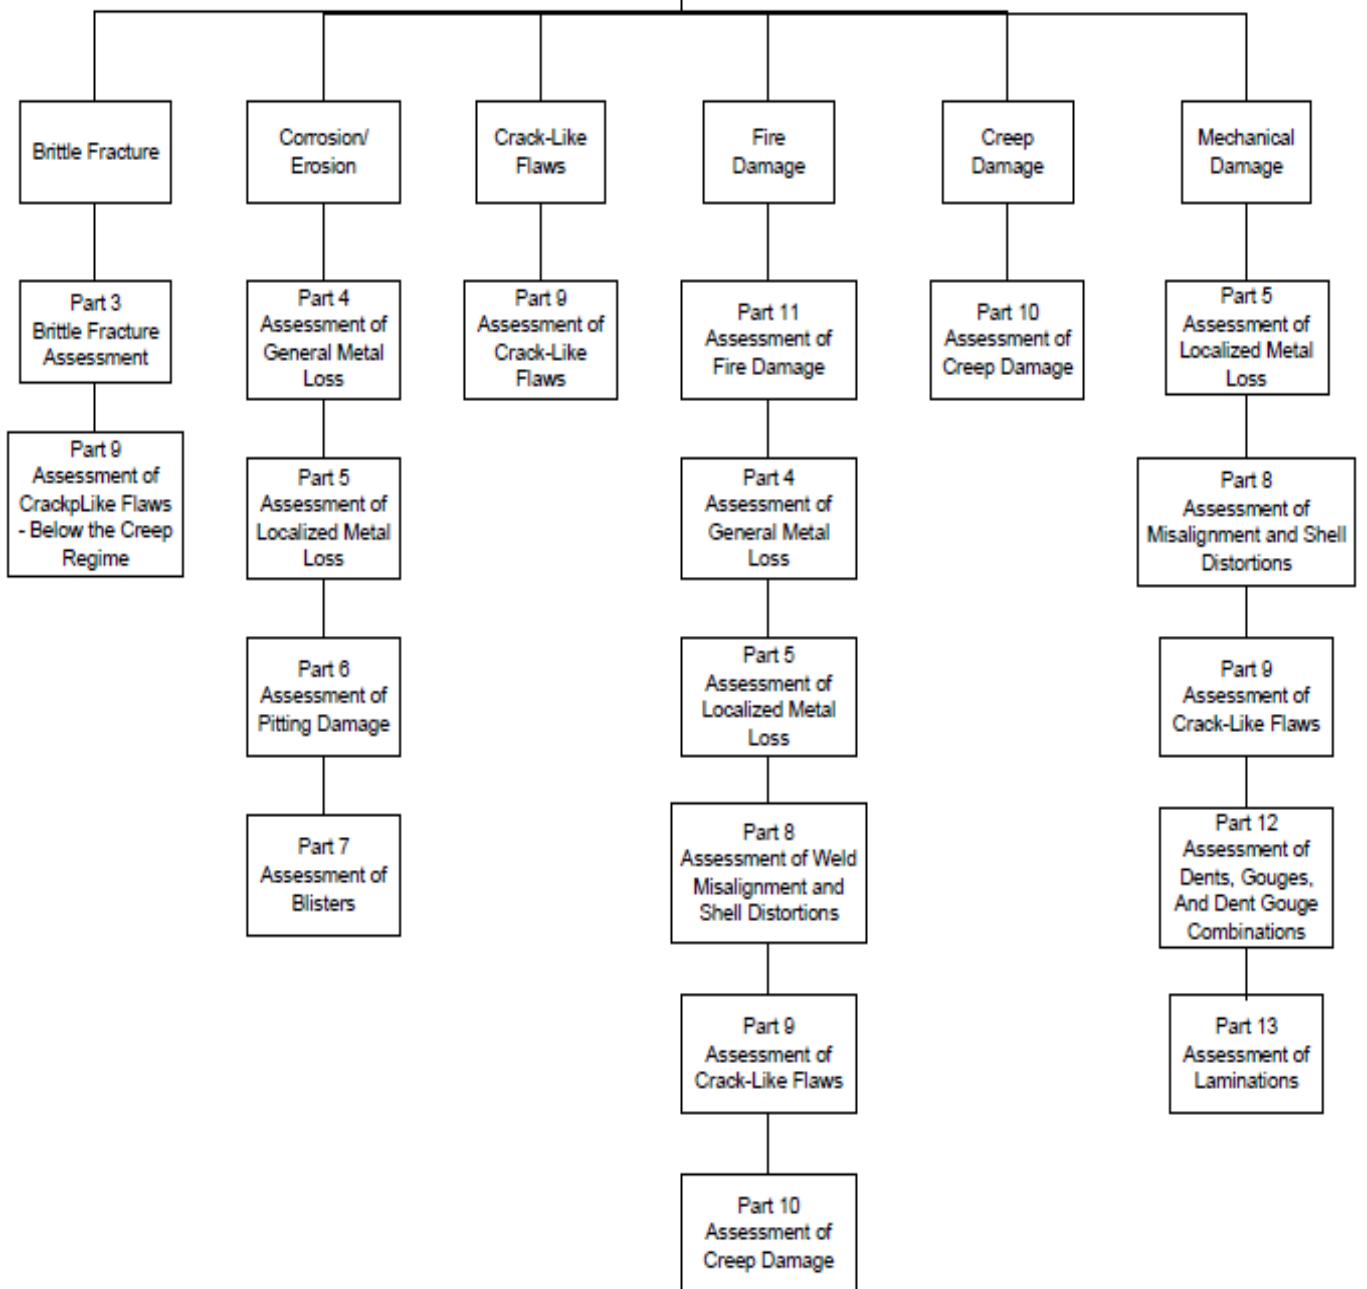 Brittle Fracture
Corrosion/
Erosion
Crack-Like
Flaws
Fire
Damage
Creep
Damage
Mechanical
Damage
Part 3
Brittle Fracture
Assessment
Part 9
Assessment of
CrackpLike Flaws
- Below the Creep
Regime
Part 4
Assessment of
General Metal
Loss
Part 5
Assessment of
Localized Metal
Loss
Part 6
Assessment of
Pitting Damage
Part 7
Assessment of
Blisters
Part 9
Assessment of
Crack-Like
Flaws
Part 11
Assessment of
Fire Damage
Part 4
Assessment of
General Metal
Loss
Part 5
Assessment of
Localized Metal
Loss
Part 8
Assessment of Weld
Misalignment and
Shell Distortions
Part 9
Assessment of
Crack-Like Flaws
Part 10
Assessment of
Creep Damage
Part 10
Assessment of
Creep Damage
Part 5
Assessment of
Localized Metal
Loss
Part 8
Assessment of
Misalignment and Shell
Distortions
Part 9
Assessment of
Crack-Like Flaws
Part 12
Assessment of
Dents, Gouges,
And Dent Gouge
Combinations
Part 13
Assessment of
Laminations